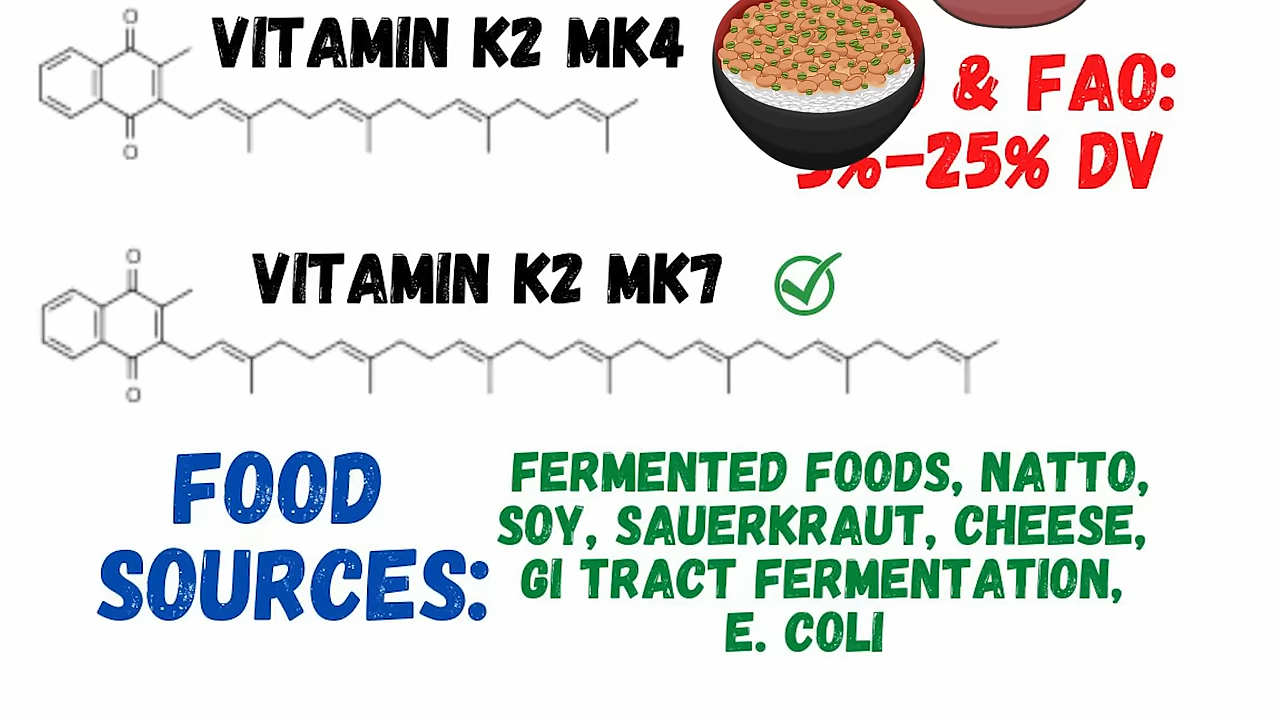 VITAMIN K2 MK4
& FAO:
%-25% DV
VITAMIN K2 MK7
FOOD
SOURCES:
FERMENTED FOODS, NATTO,
SOY, SAUERKRAUT, CHEESE,
GI TRACT FERMENTATION,
E. COLI
O
O
O
O